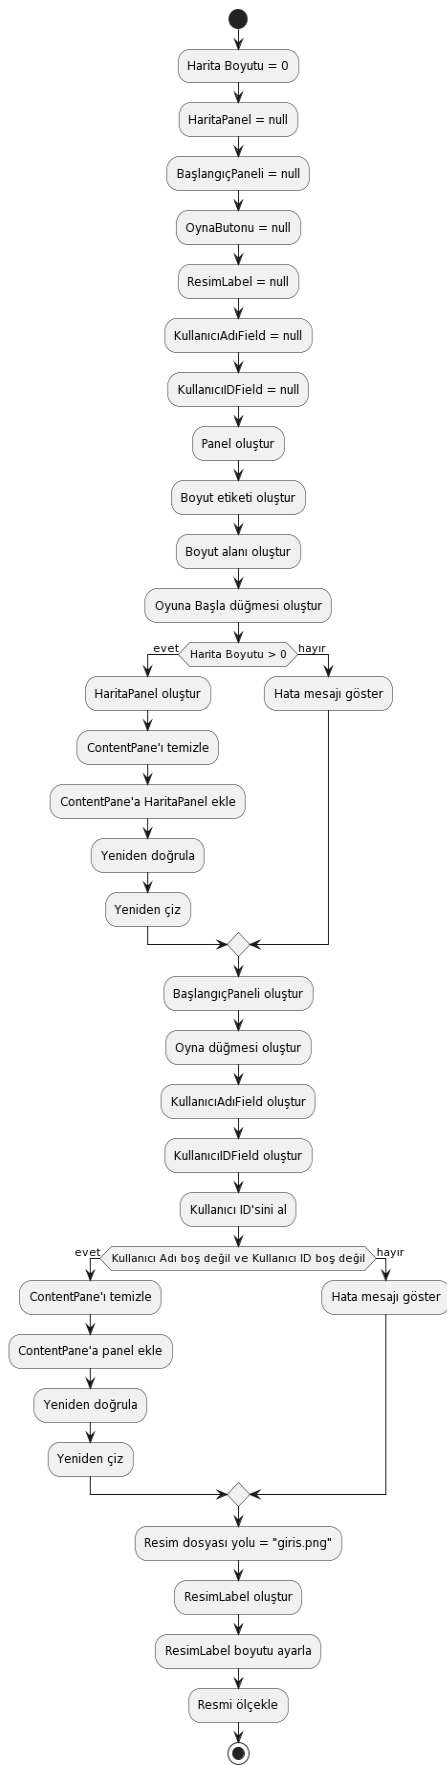 Harita Boyutu = 0
HaritaPanel = null
BaşlangıçPaneli = null
OynaButonu = null
ResimLabel = null
KullanıcıAdıField = null
KullanıcıIDField = null
Panel oluştur
Boyut etiketi oluştur
Boyut alanı oluştur
Oyuna Başla düğmesi oluştur
evet
Harita Boyutu > 0
hayır
HaritaPanel oluştur
Hata mesajı göster
ContentPane'ı temizle
ContentPane'a HaritaPanel ekle
Yeniden doğrula
Yeniden çiz
BaşlangıçPaneli oluştur
Oyna düğmesi oluştur
KullanıcıAdıField oluştur
KullanıcıIDField oluştur
Kullanıcı ID'sini al
evet
Kullanıcı Adı boş değil ve Kullanıcı ID boş değil
hayır
ContentPane'ı temizle
Hata mesajı göster
ContentPane'a panel ekle
Yeniden doğrula
Yeniden çiz
Resim dosyası yolu = "giris.png"
ResimLabel oluştur
ResimLabel boyutu ayarla
Resmi ölçekle